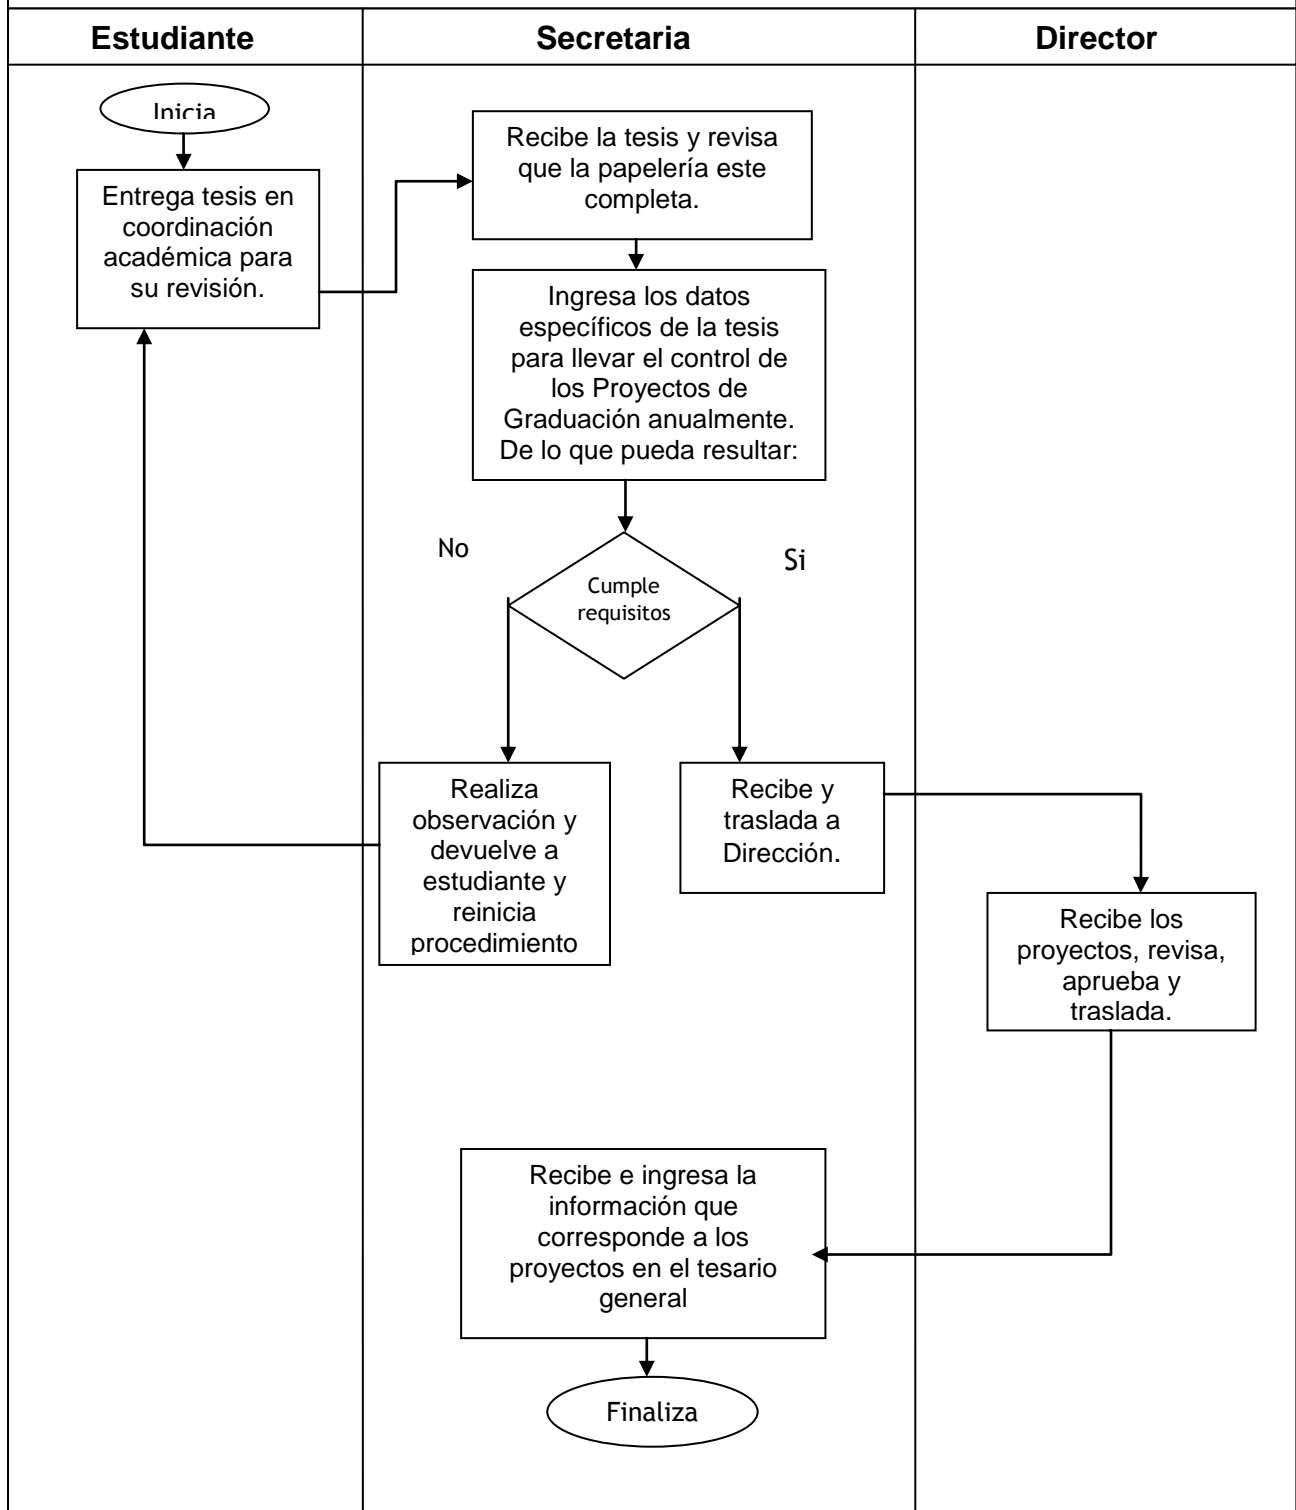 Estudiante
Secretaria
Director
Inicia
Entrega tesis en
coordinación
académica para
su revisión.
Recibe la tesis y revisa
que la papelería este
completa.
Ingresa los datos
específicos de la tesis
para llevar el control de
los Proyectos de
Graduación anualmente.
De lo que pueda resultar:
No
Si
Cumple
requisitos
Realiza
observación y
devuelve a
estudiante y
reinicia
procedimiento
Recibe y
traslada a
Dirección.
Recibe los
proyectos, revisa,
aprueba y
traslada.
Recibe e ingresa la
información que
corresponde a los
proyectos en el tesario
general
Finaliza